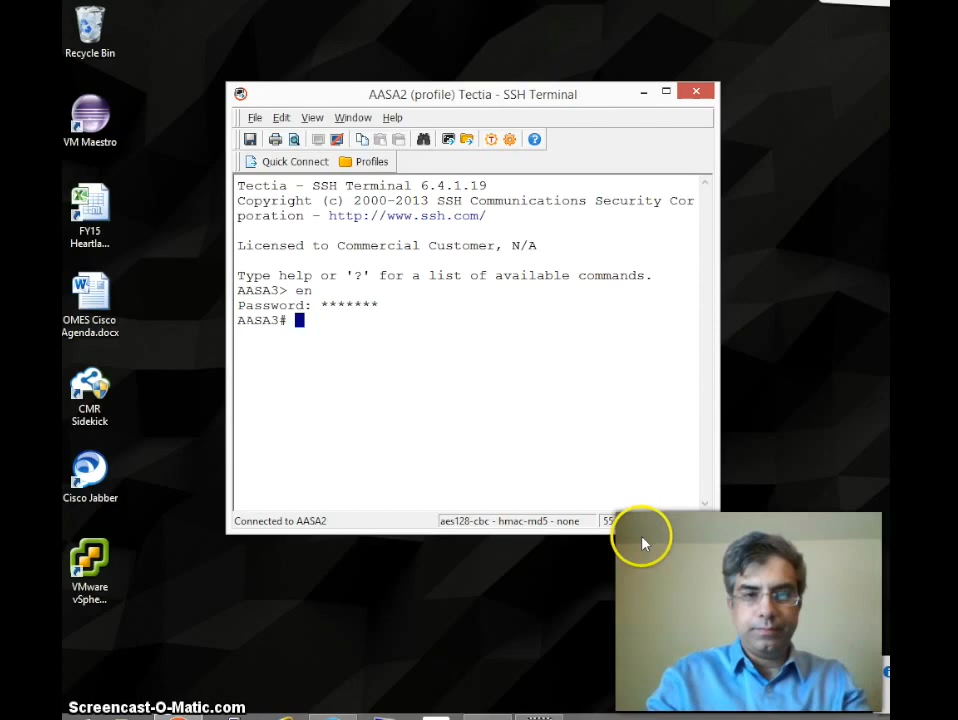 Recycle Bin
VM Maestro
FY15
Heartla...
OMES Cisco
Agenda.docx
CMR
Sidekick
Cisco Jabber
VMware
vSphe...
AASA2 (profile) Tectia - SSH Terminal
File Edit View Window Help
Quick Connect Profiles
Tectia - SSH Terminal 6.4.1.19
Copyright (c) 2000-2013 SSH Communications Security Cor
poration - http://www.ssh.com/
Licensed to Commercial Customer, N/A
Type help or '?' for a list of available commands.
AASA3> en
Password: *******
AASA3#
Connected to AASA2
aes128-cbc - hmac-md5 - none
55
Screencast-O-Matic.com